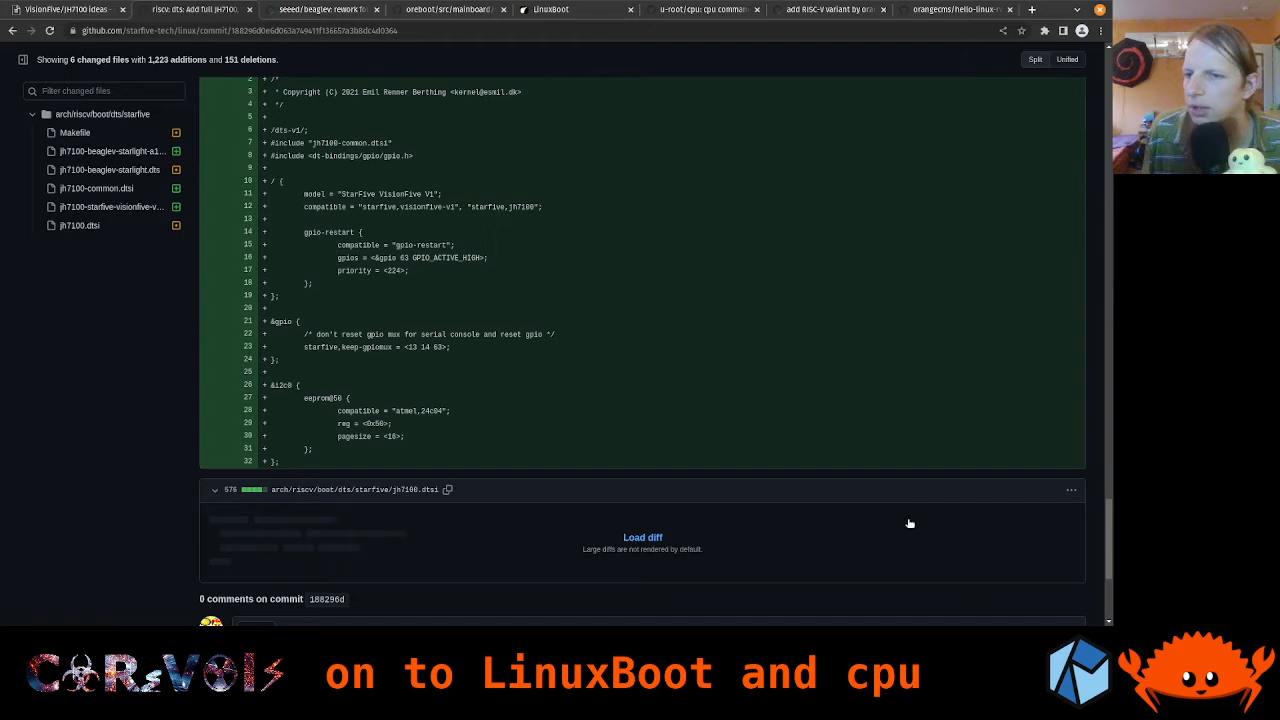 VisionFive/jH7100 ideas -
riscv: dts: Add full JH7100,
seeed/beaglev: rework fo
oreboot/src/mainboard/
LinuxBoot
u-root/cpu: cpu comman
add RISC-V variant by oran
orangecms/hello-linux-r
github.com/starfive-tech/linux/commit/188296d0e6d063a749411f136657a3b8dc4d0364
Showing 6 changed files with 1,223 additions and 151 deletions.
Split
Unified
Filter changed files
arch/riscv/boot/dts/starfive
Makefile
jh7100-beaglev-starlight-a1...
jh7100-beaglev-starlight.dts
jh7100-common.dtsi
jh7100-starfive-visionfive-v...
jh7100.dtsi
2 + /*
3 + * Copyright (C) 2021 Emil Renner Berthing <kernel@esmil.dk>
4 + */
5 +
6 + /dts-v1/;
7 + #include "jh7100-common.dtsi"
8 + #include <dt-bindings/gpio/gpio.h>
9 +
10 + / {
11 + model = "StarFive VisionFive V1";
12 + compatible = "starfive,visionfive-v1", "starfive,jh7100";
13 +
14 + gpio-restart {
15 + compatible = "gpio-restart";
16 + gpios = <&gpio 63 GPIO_ACTIVE_HIGH>;
17 + priority = <224>;
18 + };
19 + };
20 +
21 + &gpio {
22 + /* don't reset gpio mux for serial console and reset gpio */
23 + starfive,keep-gpiomux = <13 14 63>;
24 + };
25 +
26 + &i2c0 {
27 + eeprom@50 {
28 + compatible = "atmel,24c04";
29 + reg = <0x50>;
30 + pagesize = <16>;
31 + };
32 + };
576 arch/riscv/boot/dts/starfive/jh7100.dtsi
Load diff
Large diffs are not rendered by default.
0 comments on commit 188296d
on to LinuxBoot and cpu